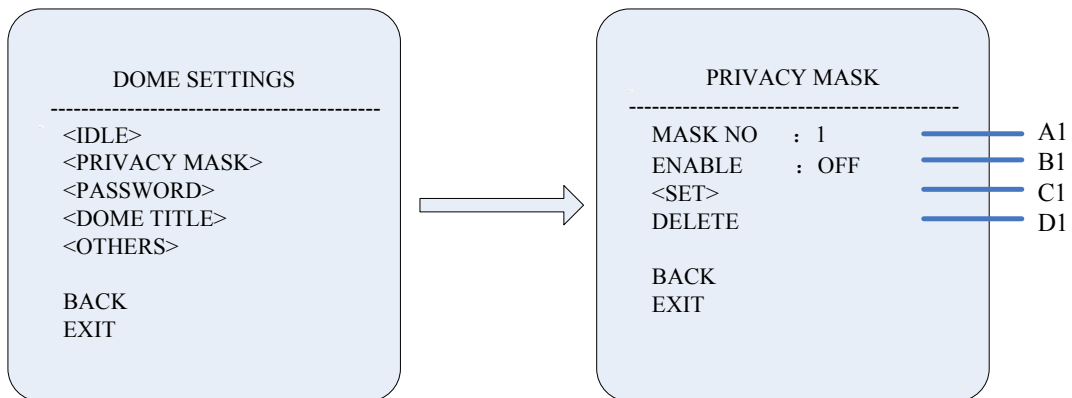 DOME SETTINGS
------------------------------------------
<IDLE>
<PRIVACY MASK>
<PASSWORD>
<DOME TITLE>
<OTHERS>
BACK
EXIT
PRIVACY MASK
------------------------------------------
MASK NO : 1
ENABLE : OFF
<SET>
DELETE
BACK
EXIT
A1
B1
C1
D1